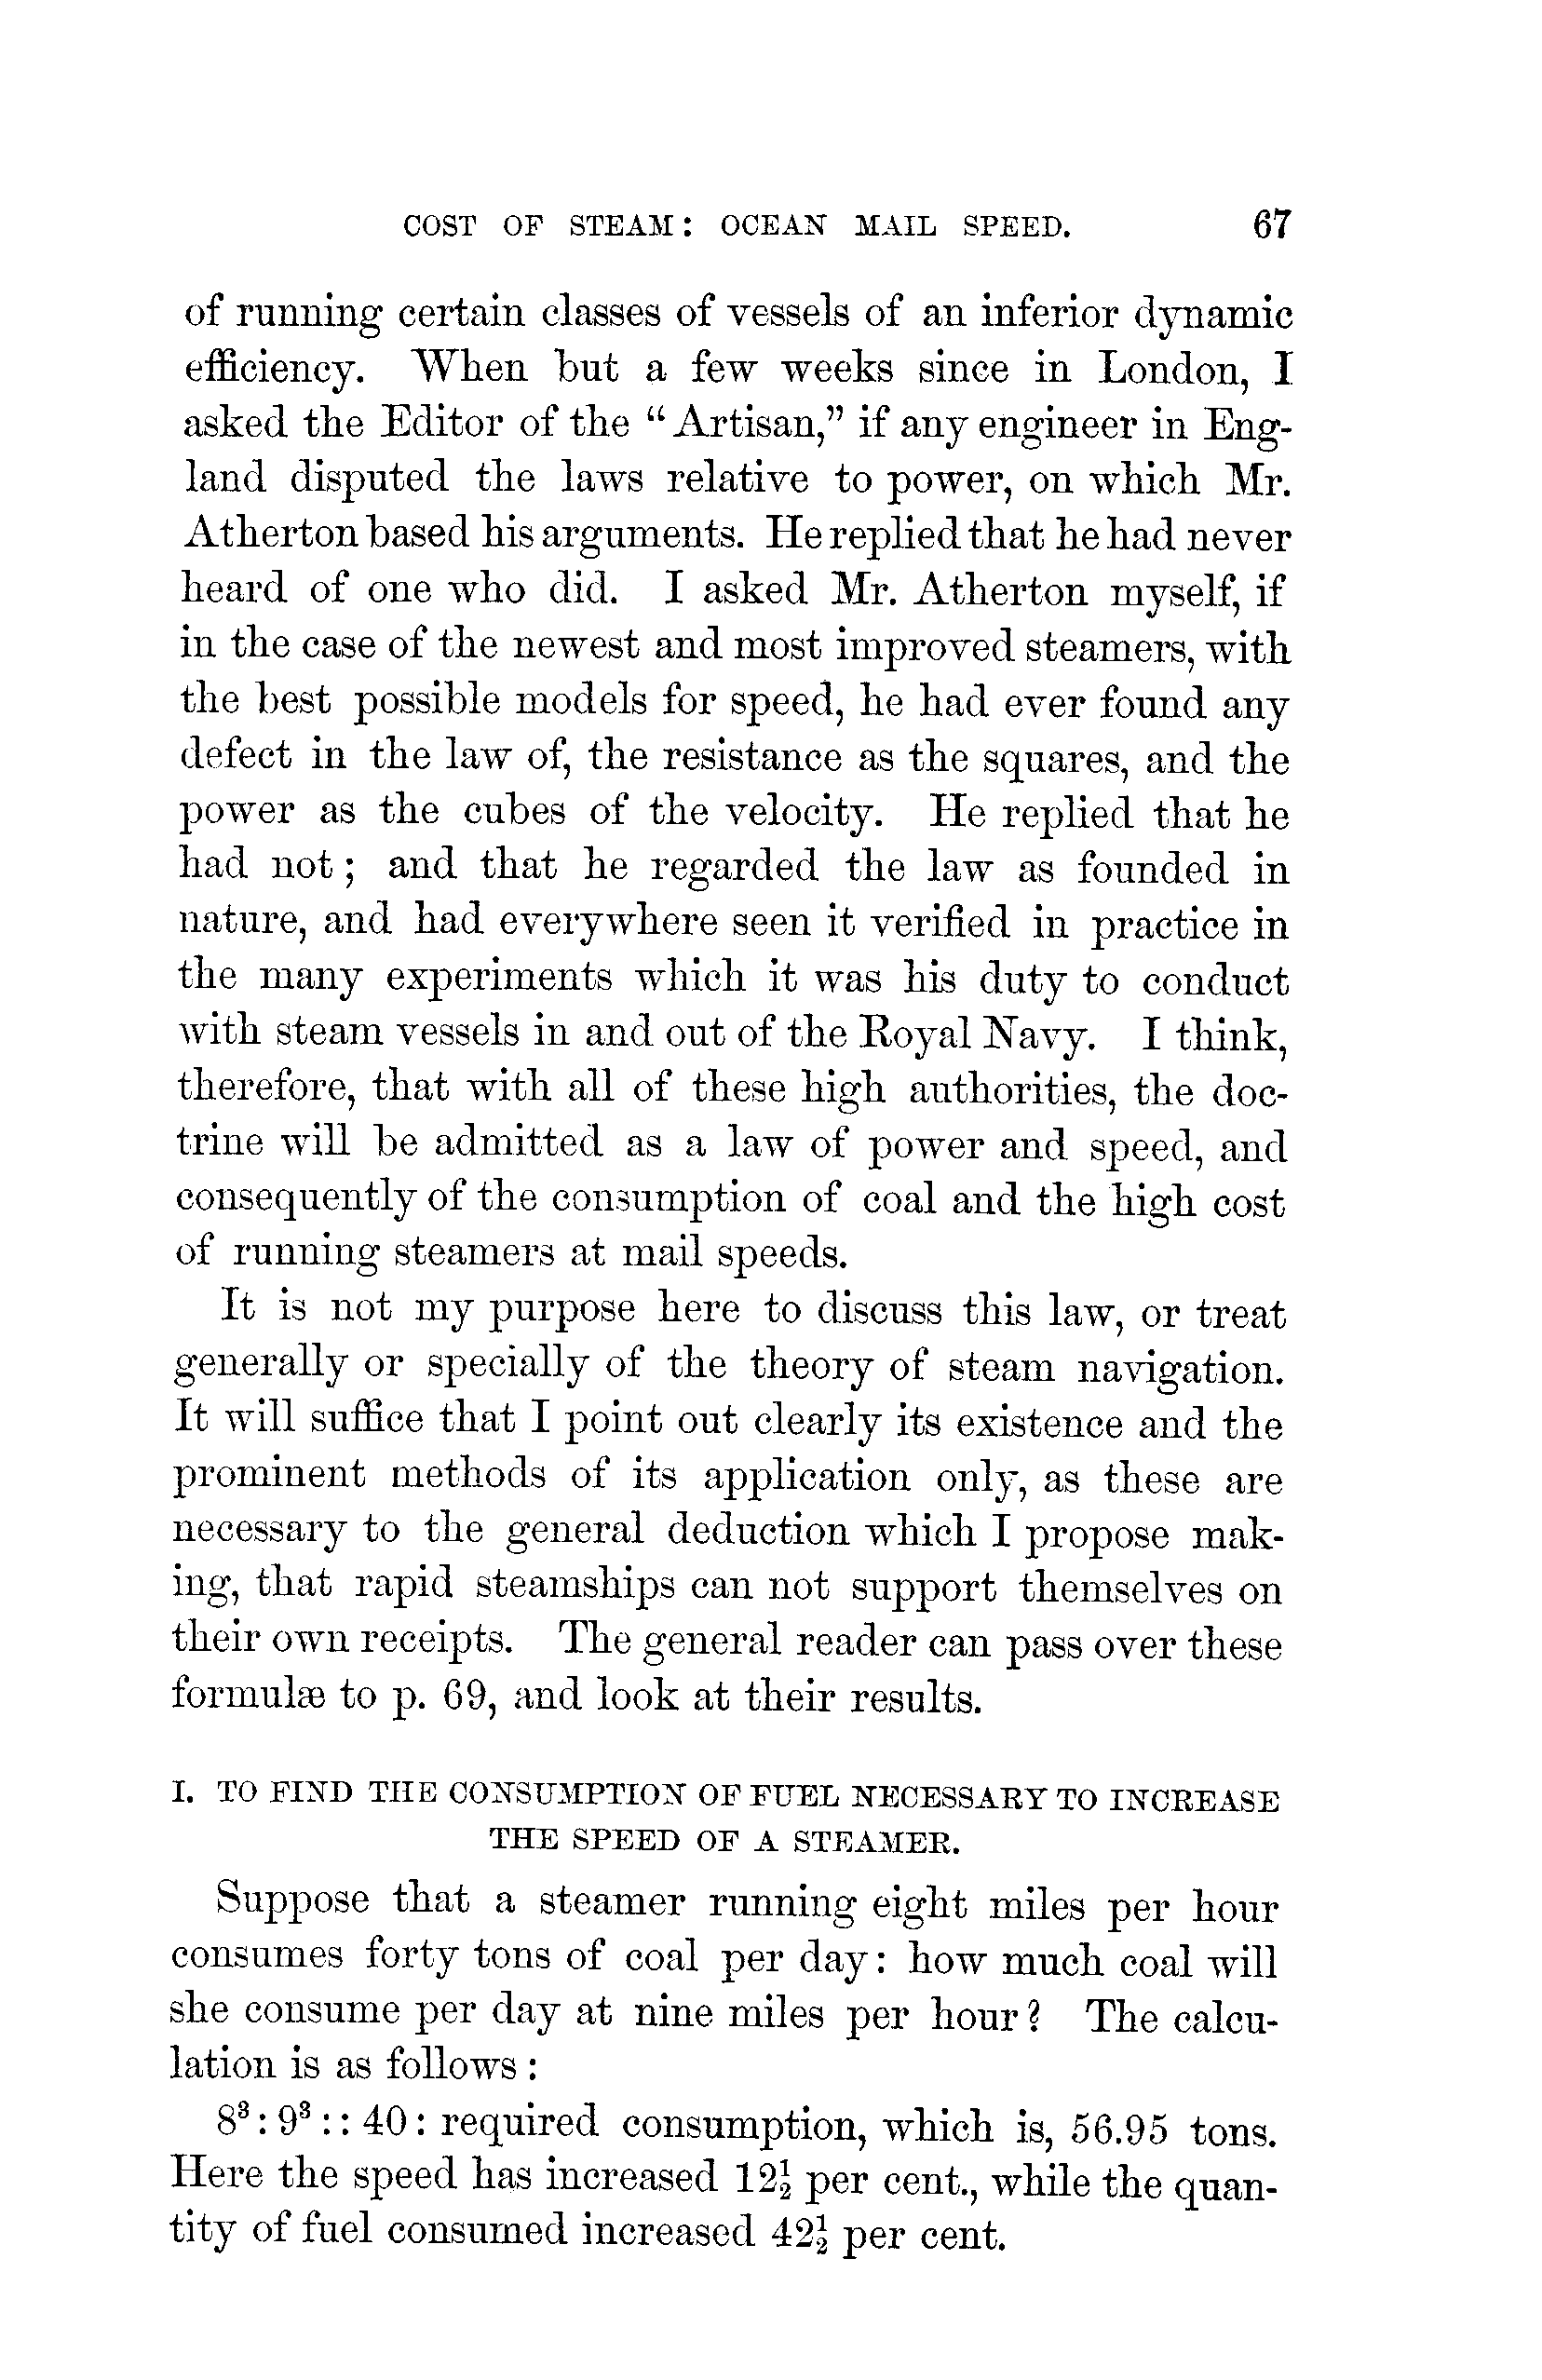 COST OF STEAM: OCEAN MAIL SPEED. 67
of running certain classes of vessels of an inferior dynamic
efficiency. When but a few weeks since in London, I
asked the Editor of the “Artisan,” if any engineer in Eng-
land disputed the laws relative to power, on which Mr.
Atherton based his arguments. He replied that he had never
heard of one who did. I asked Mr. Atherton myself, if
in the case of the newest and most improved steamers, with
the best possible models for speed, he had ever found any
defect in the law of, the resistance as the squares, and the
power as the cubes of the velocity. He replied that he
had not; and that he regarded the law as founded in
nature, and had everywhere seen it verified in practice in
the many experiments which it was his duty to conduct
with steam vessels in and out of the Royal Navy. I think,
therefore, that with all of these high authorities, the doc-
trine will be admitted as a law of power and speed, and
consequently of the consumption of coal and the high cost
of running steamers at mail speeds.
It is not my purpose here to discuss this law, or treat
generally or specially of the theory of steam navigation.
It will suffice that I point out clearly its existence and the
prominent methods of its application only, as these are
necessary to the general deduction which I propose mak-
ing, that rapid steamships can not support themselves on
their own receipts. The general reader can pass over these
formulæ to p. 69, and look at their results.
I. TO FIND THE CONSUMPTION OF FUEL NECESSARY TO INCREASE
THE SPEED OF A STEAMER.
Suppose that a steamer running eight miles per hour
consumes forty tons of coal per day: how much coal will
she consume per day at nine miles per hour? The calcu-
lation is as follows:
8³: 9³ :: 40: required consumption, which is, 56.95 tons.
Here the speed has increased 12½ per cent., while the quan-
tity of fuel consumed increased 42½ per cent.